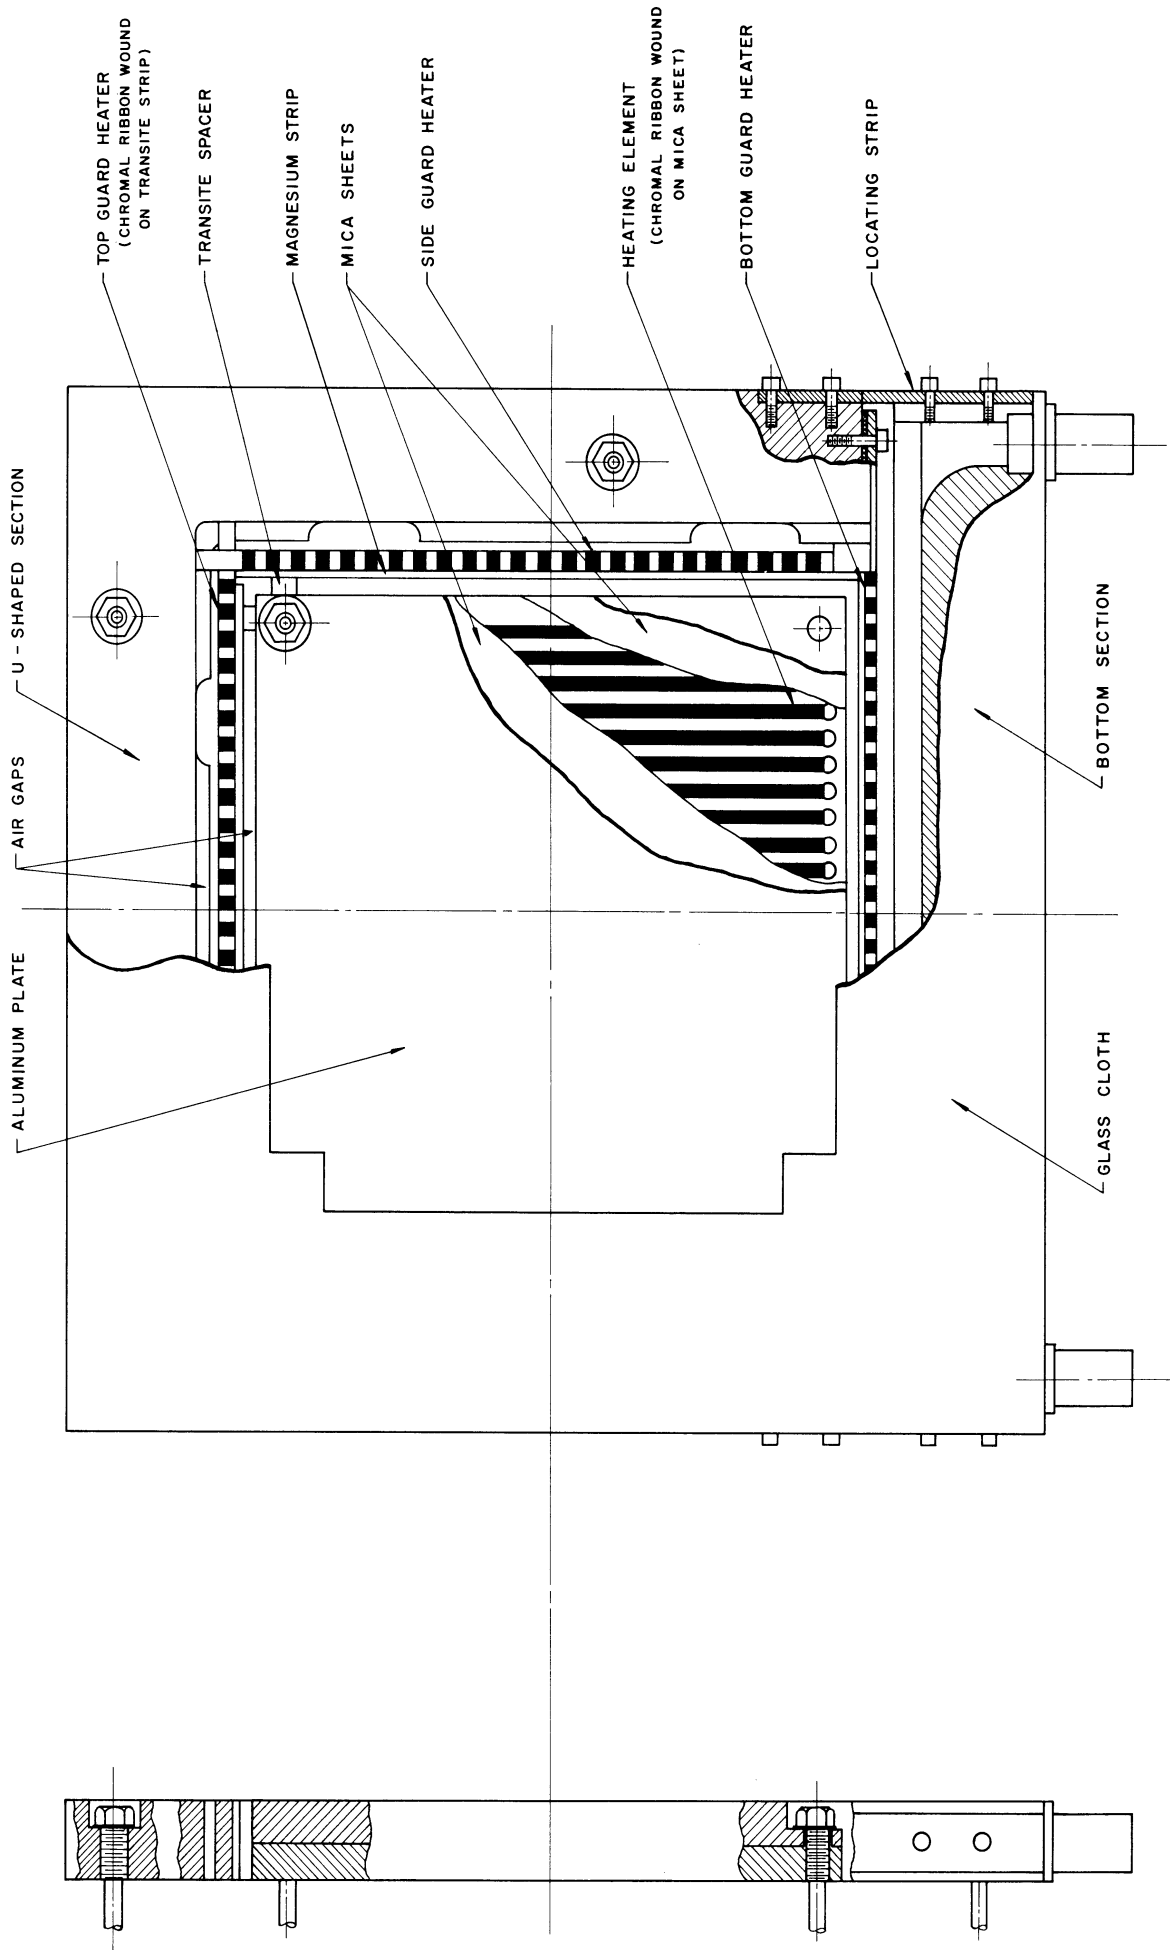 TOP GUARD HEATER
(CHROMAL RIBBON WOUND
ON TRANSITE STRIP)
TRANSITE SPACER
MAGNESIUM STRIP
MICA SHEETS
SIDE GUARD HEATER
HEATING ELEMENT
(CHROMAL RIBBON WOUND
ON MICA SHEET)
BOTTOM GUARD HEATER
LOCATING STRIP
U-SHAPED SECTION
AIR GAPS
ALUMINUM PLATE
BOTTOM SECTION
GLASS CLOTH